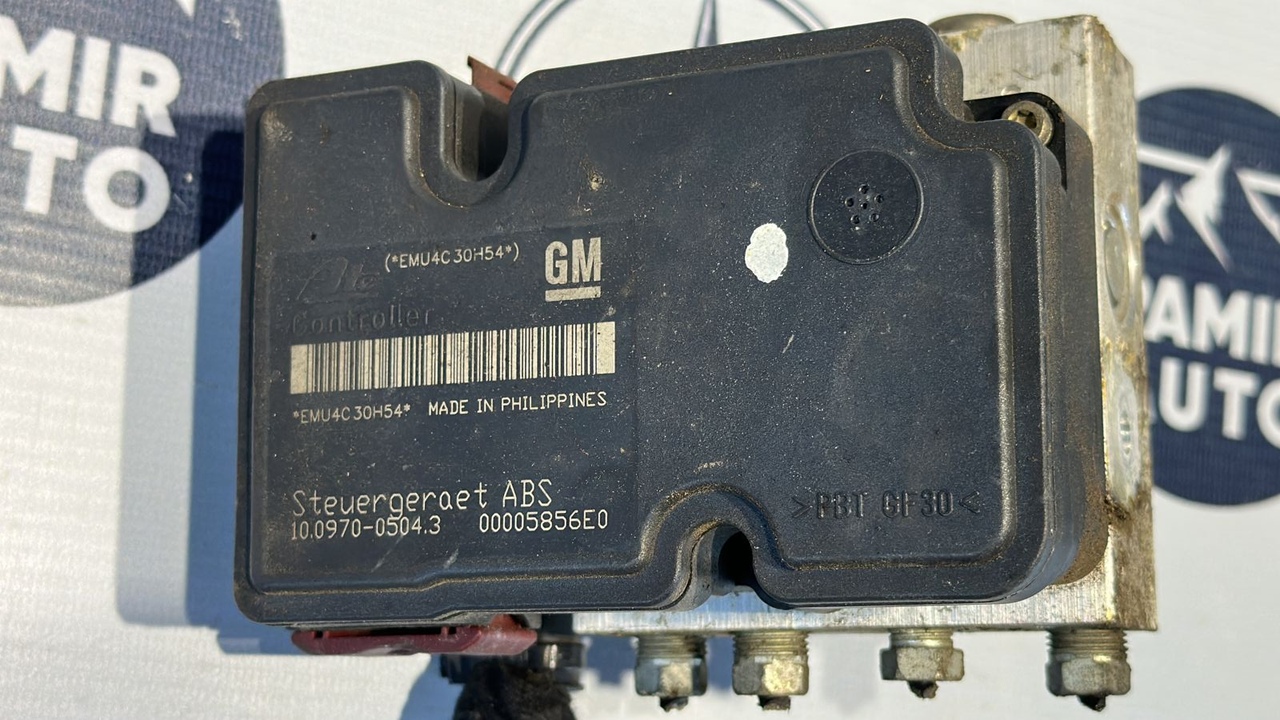 MIR
TO
(*EMU4C30H54*)
GM
Ate
Controller
*EMU4C30H54* MADE IN PHILIPPINES
Steuergeraet ABS
10.0970-0504.3 00005856E0
>PBT GF30<
AMIR
AUTO